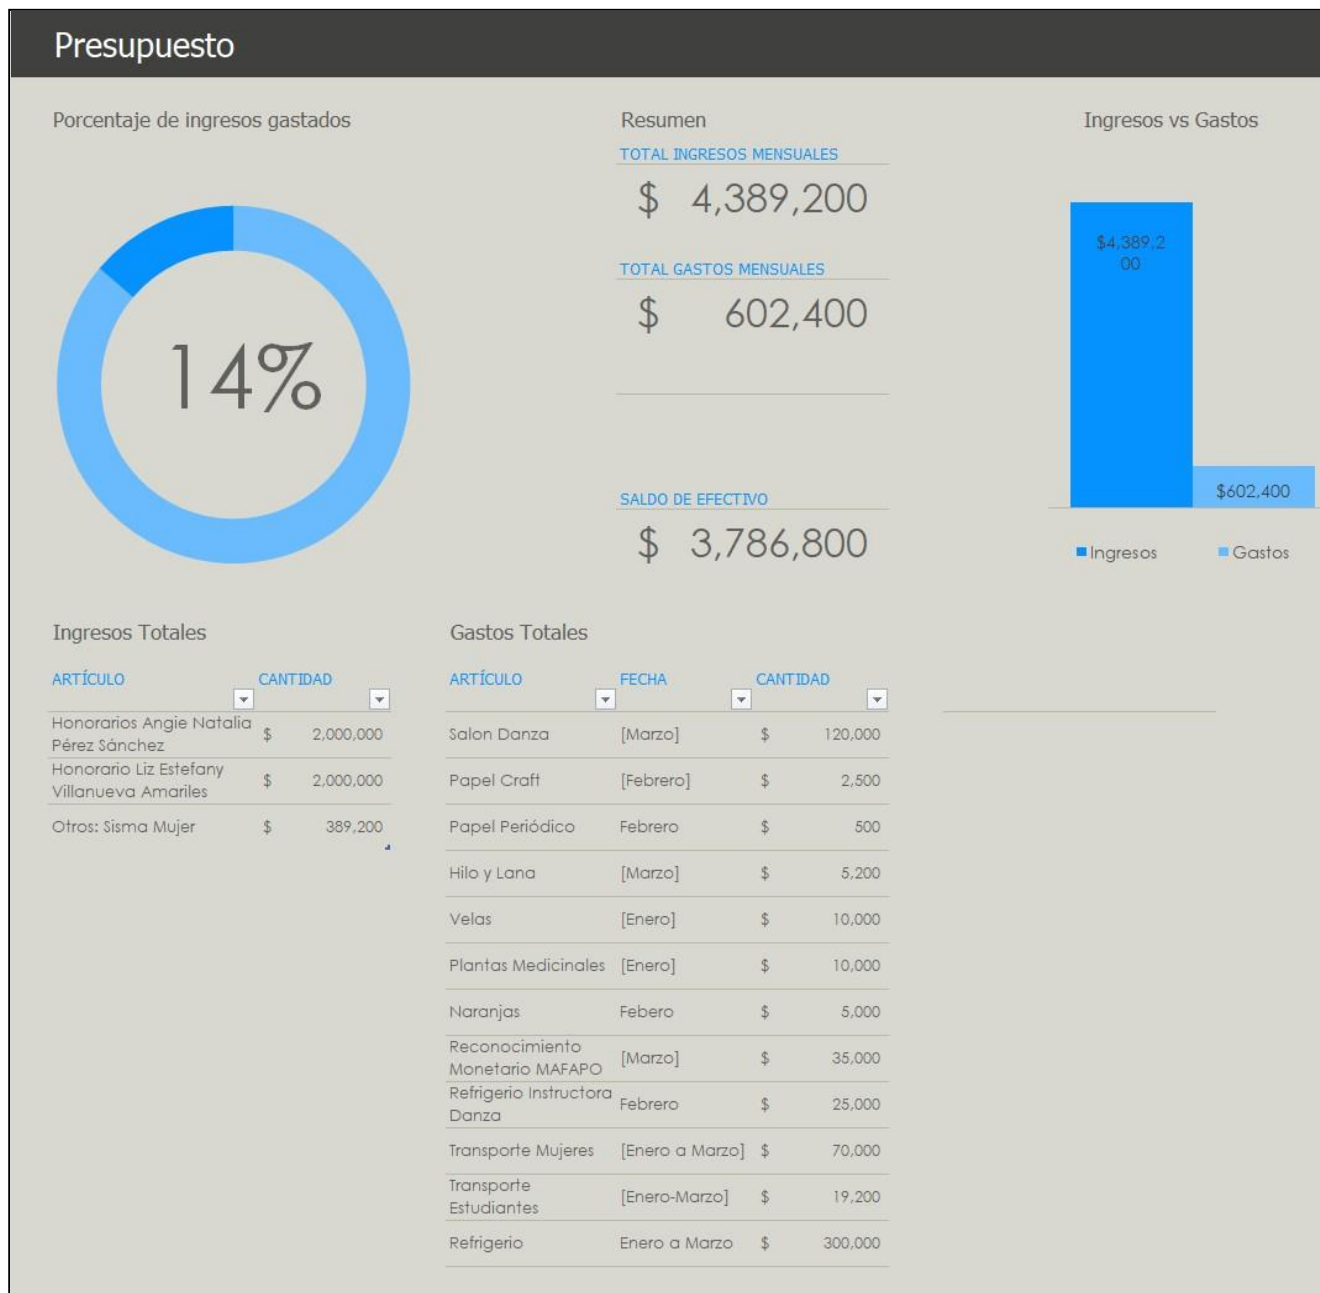 Presupuesto
Porcentaje de ingresos gastados
14%
Resumen
TOTAL INGRESOS MENSUALES
$ 4,389,200
TOTAL GASTOS MENSUALES
$ 602,400
SALDO DE EFECTIVO
$ 3,786,800
Ingresos vs Gastos
$4,389,2
00
$602,400
Ingresos Gastos
Ingresos Totales
ARTÍCULO CANTIDAD
Honorarios Angie Natalia
Pérez Sánchez $ 2,000,000
Honorario Liz Estefany
Villanueva Amariles $ 2,000,000
Otros: Sisma Mujer $ 389,200
Gastos Totales
ARTÍCULO FECHA CANTIDAD
Salon Danza [Marzo] $ 120,000
Papel Craft [Febrero] $ 2,500
Papel Periódico Febrero $ 500
Hilo y Lana [Marzo] $ 5,200
Velas [Enero] $ 10,000
Plantas Medicinales [Enero] $ 10,000
Naranjas Febero $ 5,000
Reconocimiento
Monetario MAFAPO [Marzo] $ 35,000
Refrigerio Instructora
Danza Febrero $ 25,000
Transporte Mujeres [Enero a Marzo] $ 70,000
Transporte
Estudiantes [Enero-Marzo] $ 19,200
Refrigerio Enero a Marzo $ 300,000